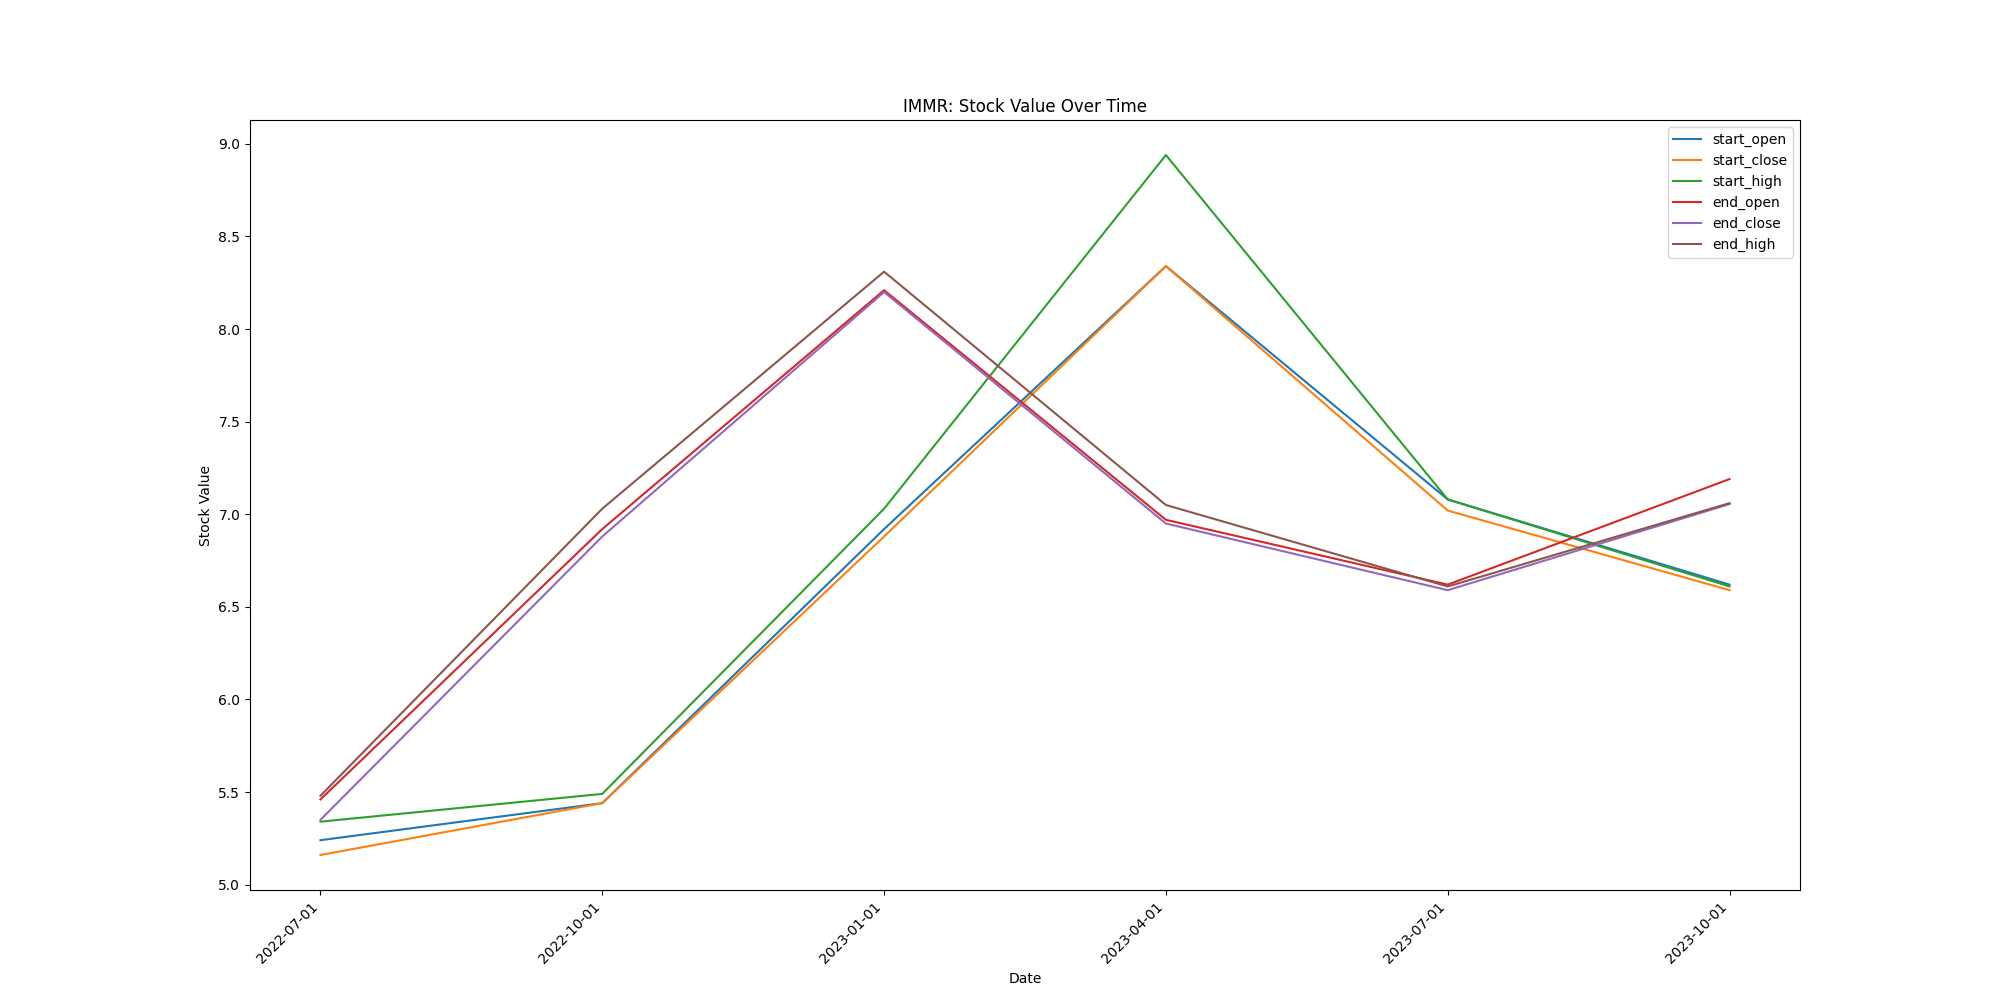 IMMR: Stock Value Over Time
9.0
8.5
8.0
7.5
7.0
6.5
6.0
5.5
5.0
Stock Value
start_open
start_close
start_high
end_open
end_close
end_high
2022-07-01
2022-10-01
2023-01-01
2023-04-01
2023-07-01
2023-10-01
Date